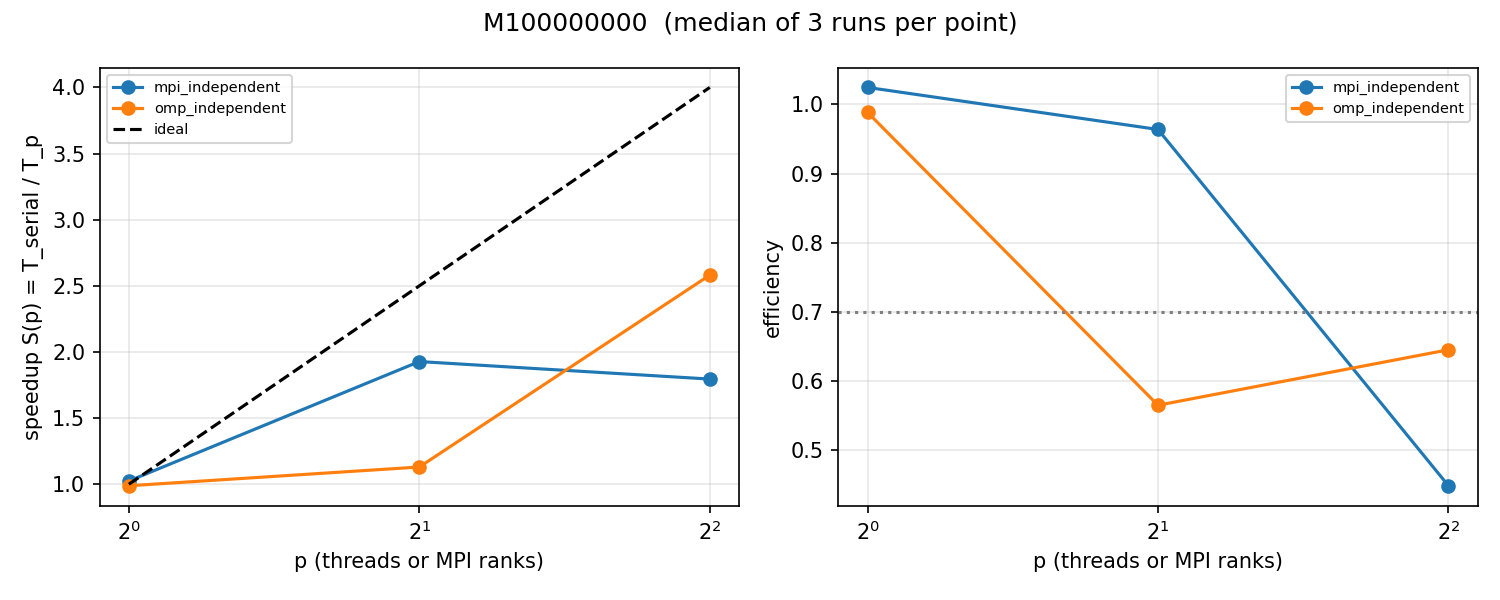 M100000000  (median of 3 runs per point)
speedup S(p) = T_serial / T_p
4.0
3.5
3.0
2.5
2.0
1.5
1.0
mpi_independent
omp_independent
ideal
2⁰
2¹
2²
p (threads or MPI ranks)
efficiency
1.0
0.9
0.8
0.7
0.6
0.5
mpi_independent
omp_independent
2⁰
2¹
2²
p (threads or MPI ranks)